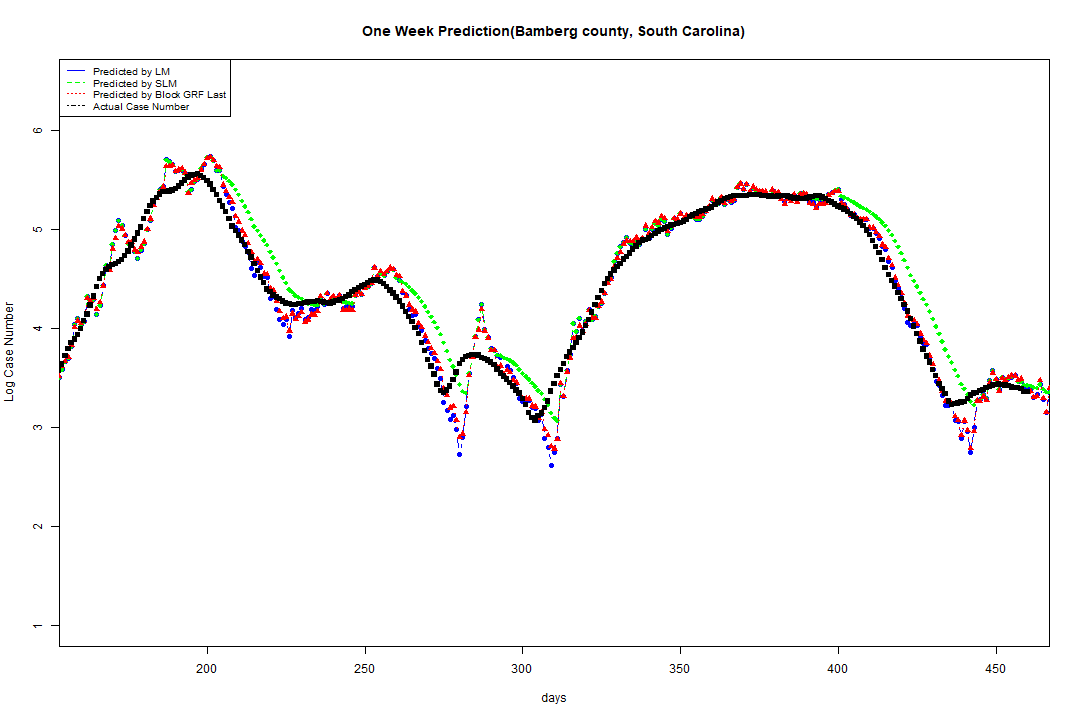 One Week Prediction(Bamberg county, South Carolina)
Predicted by LM
Predicted by SLM
Predicted by Block GRF Last
Actual Case Number
6
5
4
3
2
1
Log Case Number
200 250 300 350 400 450
days